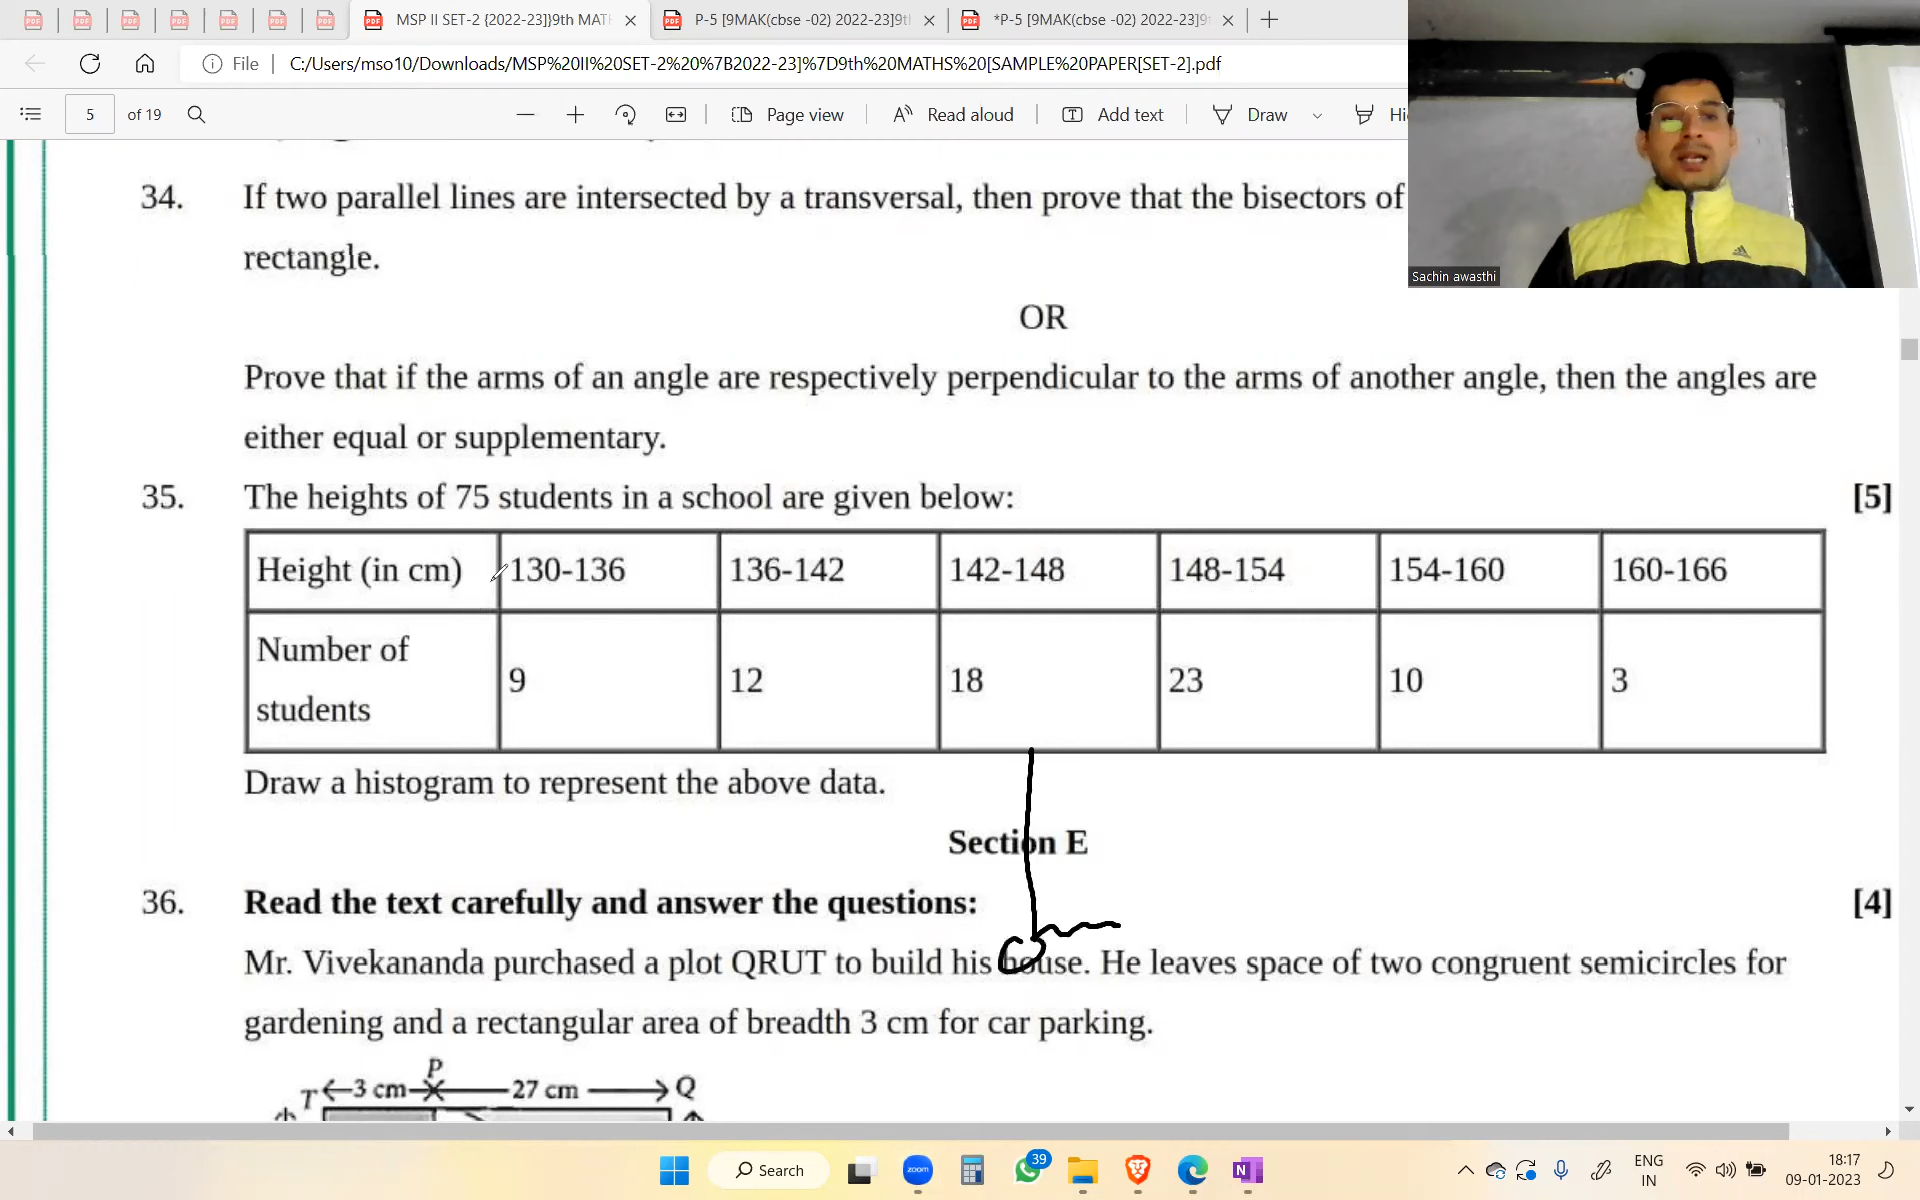 MSP II SET-2 {2022-23]}9th MAT
P-5 [9MAK(cbse -02) 2022-23]9t
*P-5 [9MAK(cbse -02) 2022-23]9
File
C:/Users/mso10/Downloads/MSP%20II%20SET-2%20%7B2022-23]%7D9th%20MATHS%20[SAMPLE%20PAPER[SET-2].pdf
5 of 19
Page view
Read aloud
Add text
Draw
Hi
Sachin awasthi
34. If two parallel lines are intersected by a transversal, then prove that the bisectors of
rectangle.
OR
Prove that if the arms of an angle are respectively perpendicular to the arms of another angle, then the angles are
either equal or supplementary.
35. The heights of 75 students in a school are given below: [5]
Height (in cm) 130-136 136-142 142-148 148-154 154-160 160-166
Number of students 9 12 18 23 10 3
Draw a histogram to represent the above data.
Section E
36. Read the text carefully and answer the questions: [4]
Mr. Vivekananda purchased a plot QRUT to build his house. He leaves space of two congruent semicircles for
gardening and a rectangular area of breadth 3 cm for car parking.
T 3 cm P 27 cm Q
Search
zoom
39
N
ENG
IN
18:17
09-01-2023